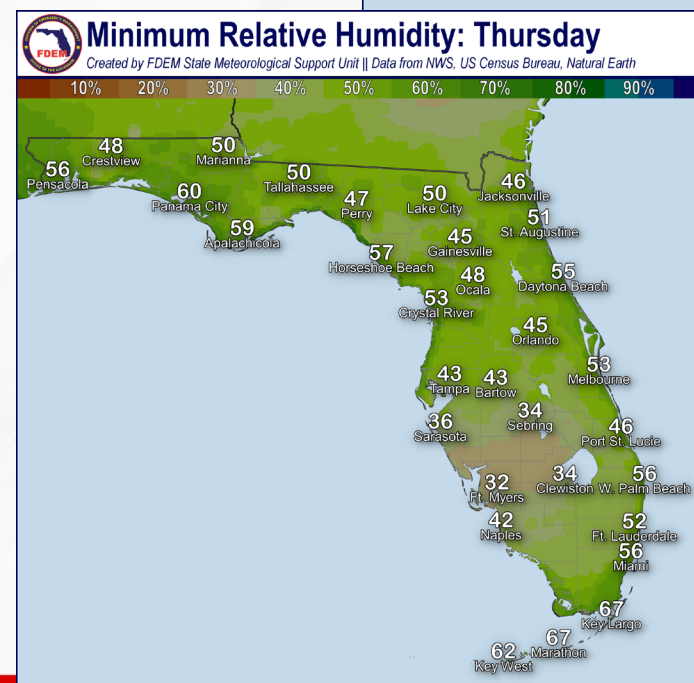 Minimum Relative Humidity: Thursday
Created by FDEM State Meteorological Support Unit || Data from NWS, US Census Bureau, Natural Earth
FDEM
10% 20% 30% 40% 50% 60% 70% 80% 90%
48
Crestview
50
Marianna
56
Pensacola
50
Tallahassee
60
Panama City
47
Perry
50
Lake City
46
Jacksonville
59
Apalachicola
51
St. Augustine
45
Gainesville
57
Horseshoe Beach
48
Ocala
55
Daytona Beach
53
Crystal River
45
Orlando
43
Tampa
43
Bartow
53
Melbourne
34
Sebring
36
Sarasota
46
Port St. Lucie
32
Ft. Myers
34
Clewiston
56
W. Palm Beach
42
Naples
52
Ft. Lauderdale
56
Miami
67
Key Largo
67
Marathon
62
Key West